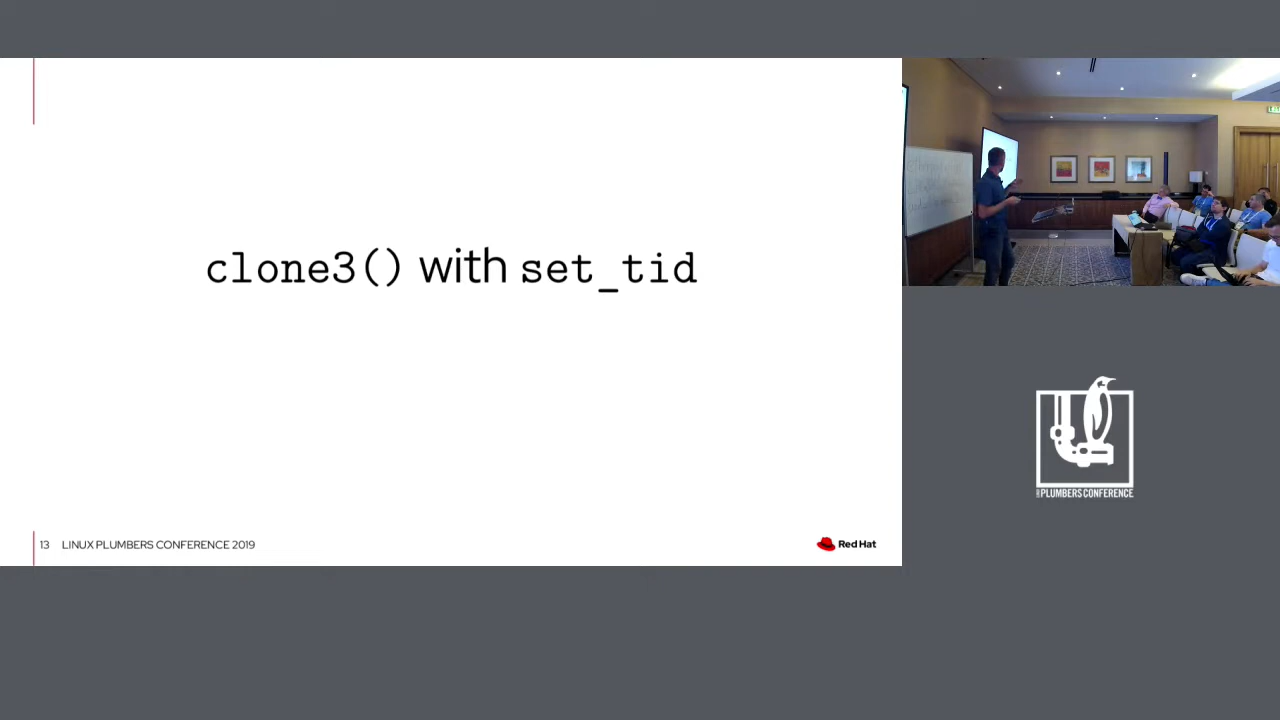 clone3() with set_tid
13 LINUX PLUMBERS CONFERENCE 2019
Red Hat
PLUMBERS CONFERENCE